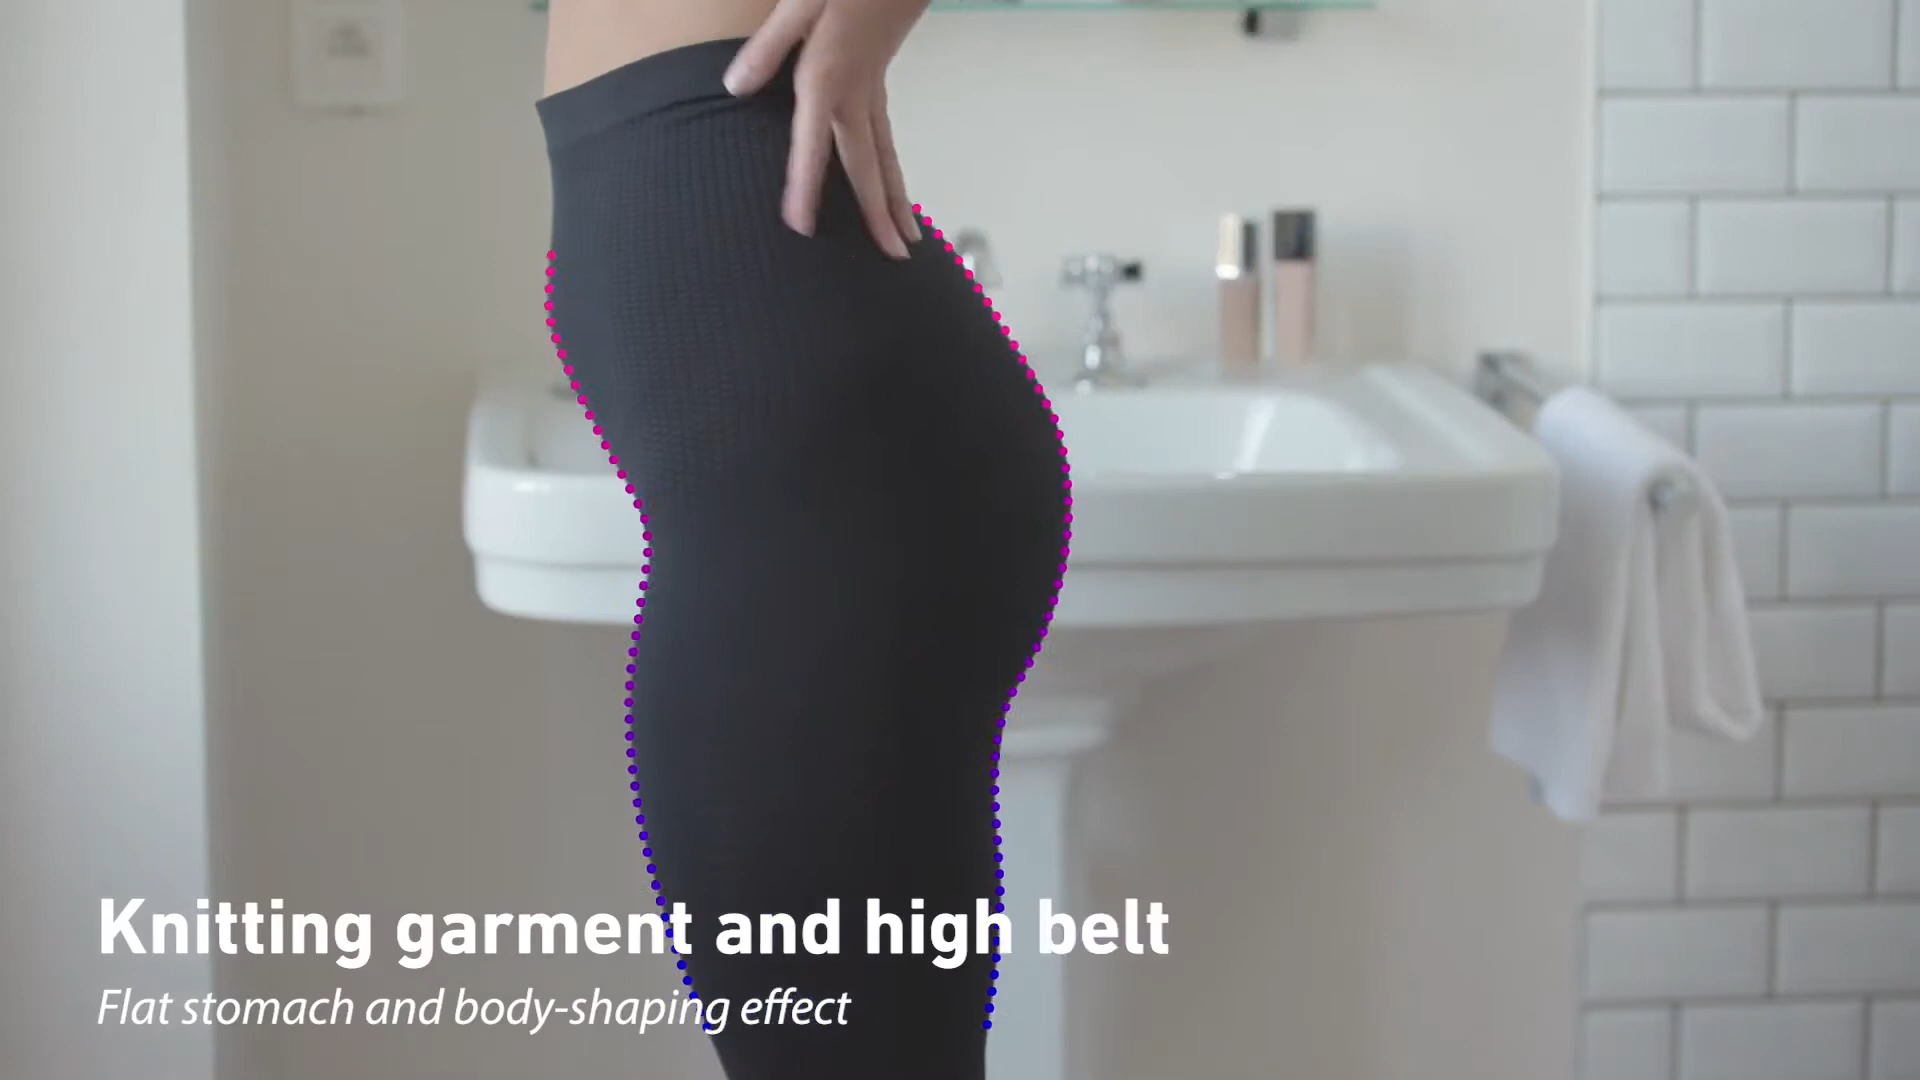 Knitting garment and high belt
Flat stomach and body-shaping effect